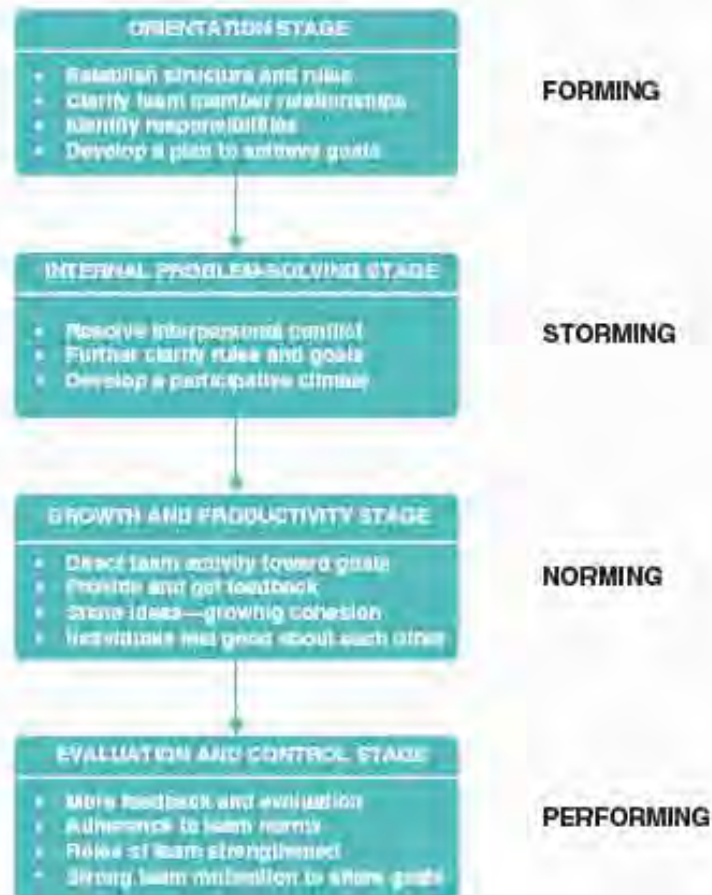 ORIENTATION STAGE
• Establish structure and rules
• Clarify team member relationships
• Identify responsibilities
• Develop a plan to achieve goals
FORMING
INTERNAL PROBLEM-SOLVING STAGE
• Resolve interpersonal conflict
• Further clarify rules and goals
• Develop a participative climate
STORMING
GROWTH AND PRODUCTIVITY STAGE
• Direct team activity toward goals
• Provide and get feedback
• Share ideas—growing cohesion
• Individuals feel good about each other
NORMING
EVALUATION AND CONTROL STAGE
• More feedback and evaluation
• Adherence to team norms
• Roles of team strengthened
• Strong team motivation to share goals
PERFORMING